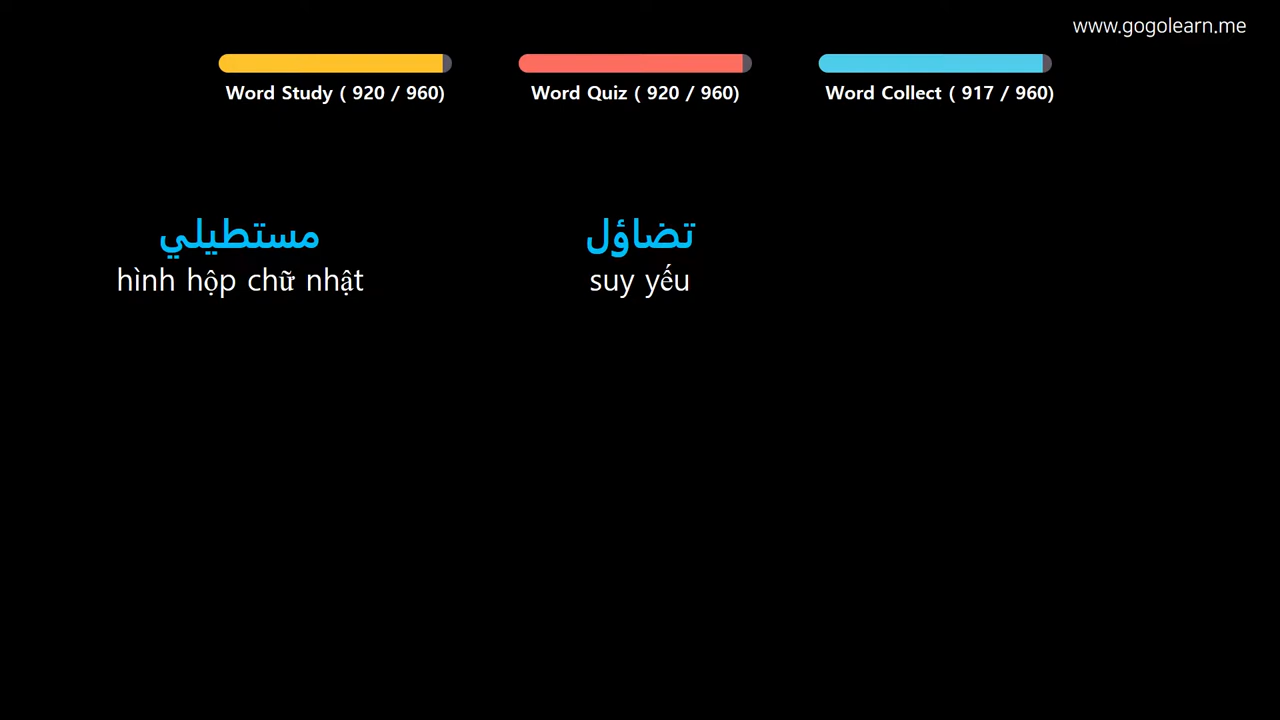 www.gogolearn.me
Word Study ( 920 / 960)
Word Quiz ( 920 / 960)
Word Collect ( 917 / 960)
مستطيلي
hình hộp chữ nhật
تضاؤل
suy yếu